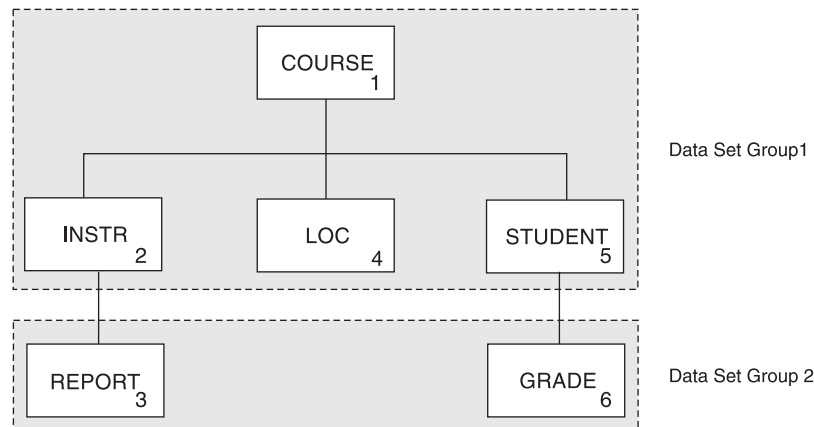 COURSE
1
Data Set Group1
INSTR
2
LOC
4
STUDENT
5
REPORT
3
GRADE
6
Data Set Group 2